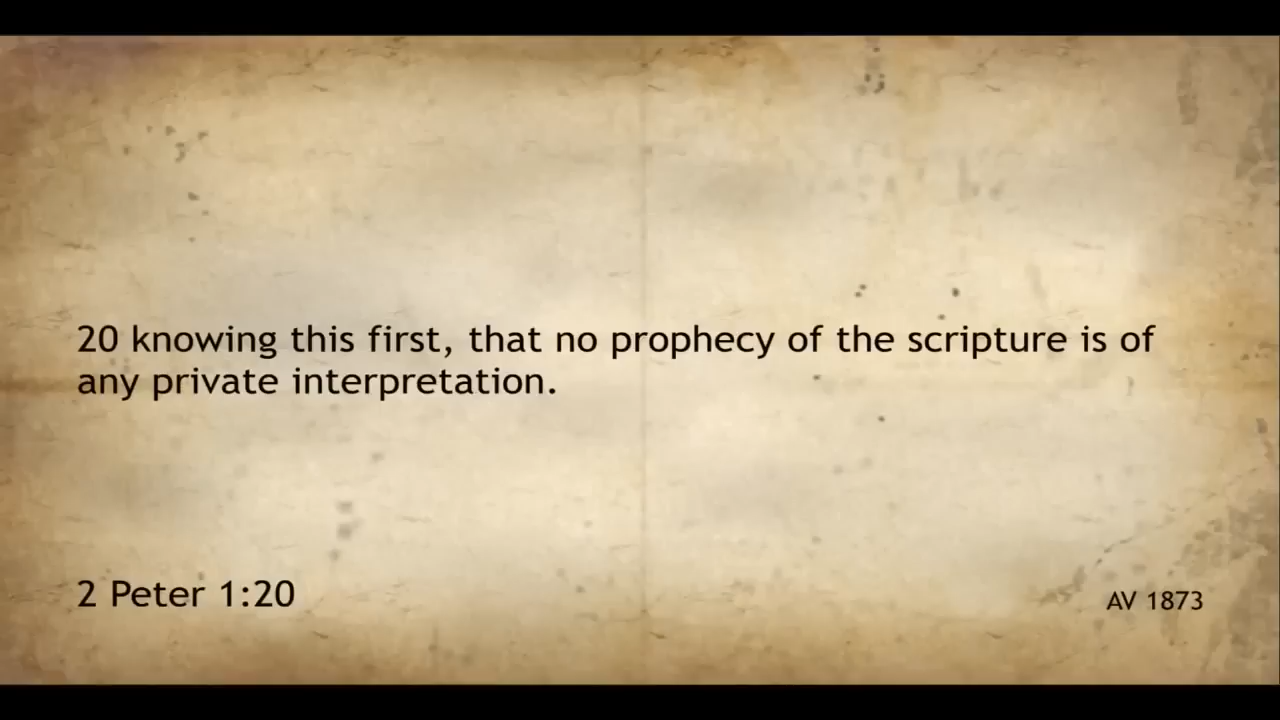 20 knowing this first, that no prophecy of the scripture is of
any private interpretation.
2 Peter 1:20
AV 1873